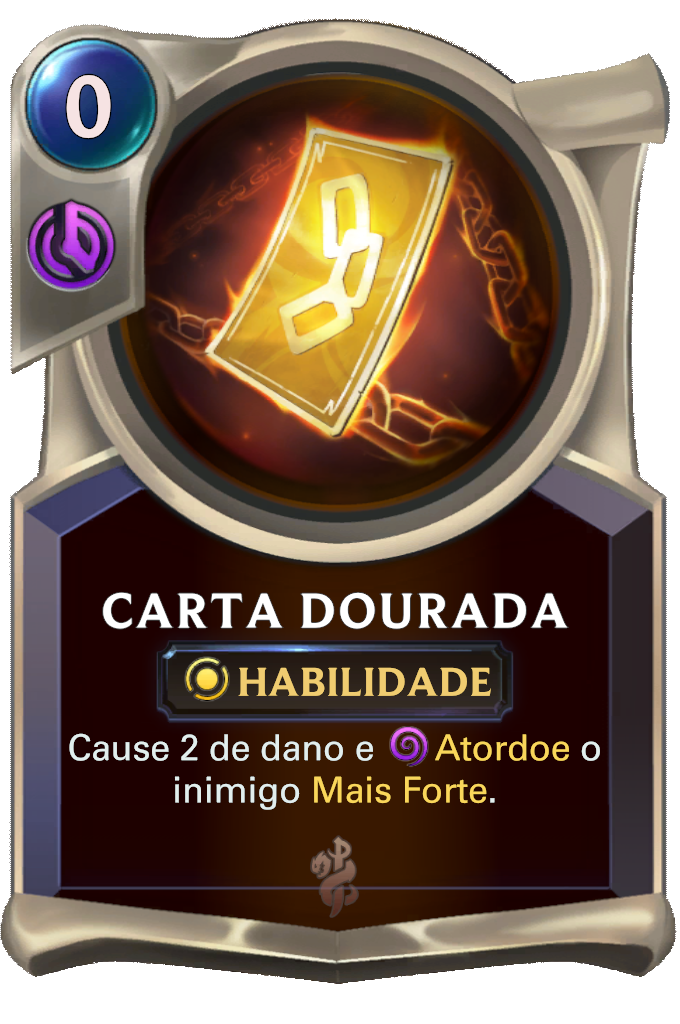 0
CARTA DOURADA
HABILIDADE
Cause 2 de dano e Atordoe o
inimigo Mais Forte.